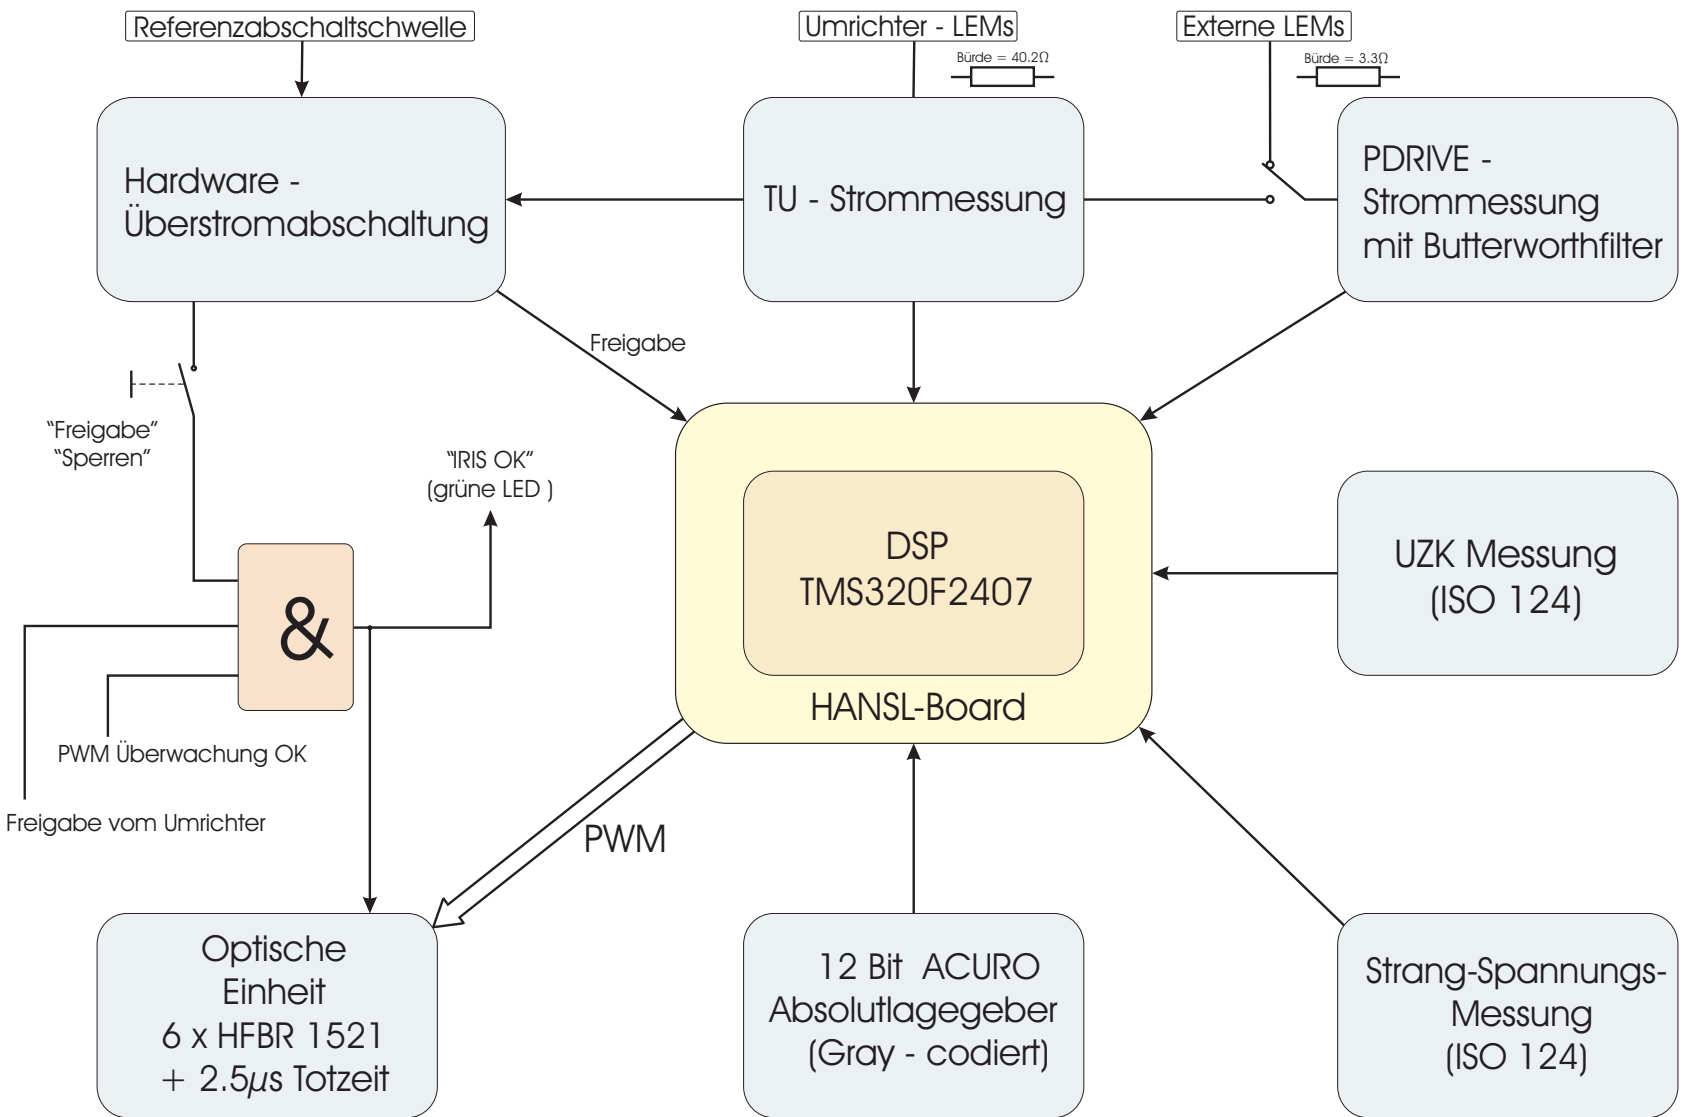 Referenzabschaltschwelle
Umrichter - LEMs
Externe LEMs
Bürde = 40.2Ω
Bürde = 3.3Ω
Hardware -
Überstromabschaltung
TU - Strommessung
PDRIVE -
Strommessung
mit Butterworthfilter
Freigabe
"Freigabe"
"Sperren"
"IRIS OK"
(grüne LED )
&
PWM Überwachung OK
Freigabe vom Umrichter
DSP
TMS320F2407
HANSL-Board
UZK Messung
(ISO 124)
PWM
Optische
Einheit
6 x HFBR 1521
+ 2.5µs Totzeit
12 Bit ACURO
Absolutlagegeber
(Gray - codiert)
Strang-Spannungs-
Messung
(ISO 124)